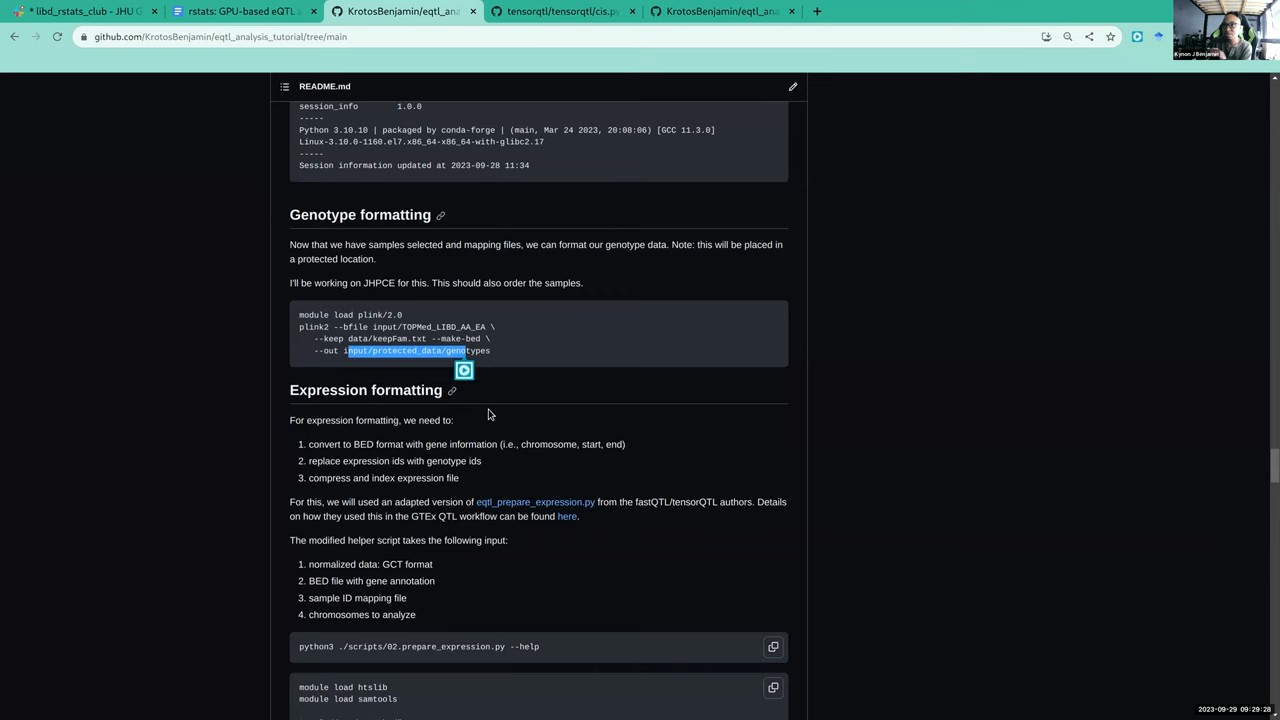 * libd_rstats_club - JHU G
rstats: GPU-based eQTL a
KrotosBenjamin/eqtl_ana
tensorqtl/tensorqtl/cis.py
KrotosBenjamin/eqtl_ana
github.com/KrotosBenjamin/eqtl_analysis_tutorial/tree/main
Kynon J Benjamin
README.md
session_info 1.0.0
-----
Python 3.10.10 | packaged by conda-forge | (main, Mar 24 2023, 20:08:06) [GCC 11.3.0]
Linux-3.10.0-1160.el7.x86_64-x86_64-with-glibc2.17
-----
Session information updated at 2023-09-28 11:34
Genotype formatting
Now that we have samples selected and mapping files, we can format our genotype data. Note: this will be placed in
a protected location.
I'll be working on JHPCE for this. This should also order the samples.
module load plink/2.0
plink2 --bfile input/TOPMed_LIBD_AA_EA \
--keep data/keepFam.txt --make-bed \
--out input/protected_data/genotypes
Expression formatting
For expression formatting, we need to:
1. convert to BED format with gene information (i.e., chromosome, start, end)
2. replace expression ids with genotype ids
3. compress and index expression file
For this, we will used an adapted version of eqtl_prepare_expression.py from the fastQTL/tensorQTL authors. Details
on how they used this in the GTEx QTL workflow can be found here.
The modified helper script takes the following input:
1. normalized data: GCT format
2. BED file with gene annotation
3. sample ID mapping file
4. chromosomes to analyze
python3 ./scripts/02.prepare_expression.py --help
module load htslib
module load samtools
2023-09-29 09:29:28